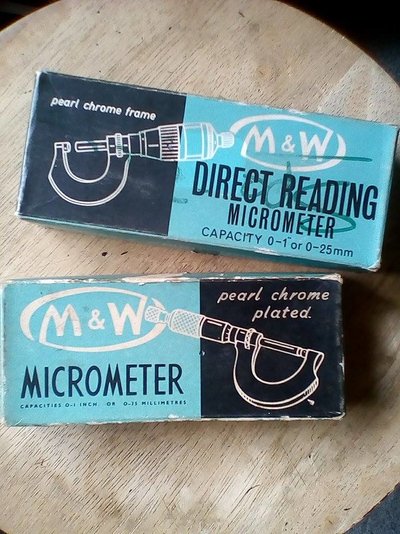 pearl chrome frame
M & W
DIRECT READING
MICROMETER
CAPACITY 0-1" or 0-25mm
M & W
pearl chrome
plated.
MICROMETER
CAPACITIES 0-1 INCH. OR 0-25 MILLIMETRES